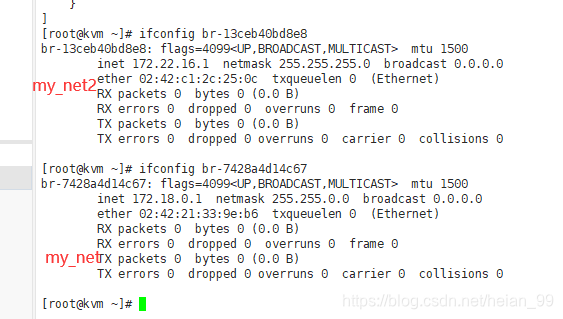 }
]
[root@kvm ~]# ifconfig br-13ceb40bd8e8
br-13ceb40bd8e8: flags=4099<UP,BROADCAST,MULTICAST>  mtu 1500
inet 172.22.16.1  netmask 255.255.255.0  broadcast 0.0.0.0
ether 02:42:c1:2c:25:0c  txqueuelen 0  (Ethernet)
my_net2
RX packets 0  bytes 0 (0.0 B)
RX errors 0  dropped 0  overruns 0  frame 0
TX packets 0  bytes 0 (0.0 B)
TX errors 0  dropped 0 overruns 0  carrier 0  collisions 0
[root@kvm ~]# ifconfig br-7428a4d14c67
br-7428a4d14c67: flags=4099<UP,BROADCAST,MULTICAST>  mtu 1500
inet 172.18.0.1  netmask 255.255.0.0  broadcast 0.0.0.0
ether 02:42:21:33:9e:b6  txqueuelen 0  (Ethernet)
RX packets 0  bytes 0 (0.0 B)
RX errors 0  dropped 0  overruns 0  frame 0
my_net
TX packets 0  bytes 0 (0.0 B)
TX errors 0  dropped 0 overruns 0  carrier 0  collisions 0
[root@kvm ~]#
https://blog.csdn.net/heian_99